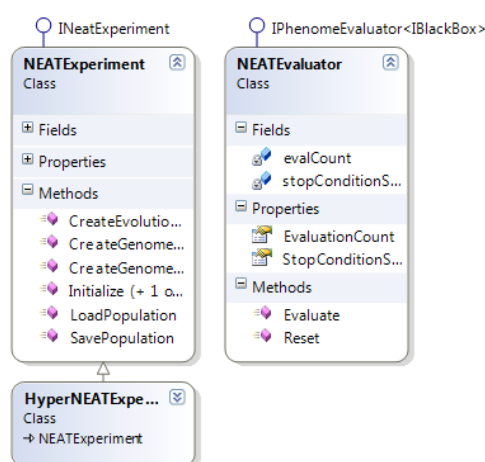 INeatExperiment
NEATExperiment
Class
Fields
Properties
Methods
CreateEvolutio...
CreateGenome...
CreateGenome...
Initialize (+ 1 o...
LoadPopulation
SavePopulation
HyperNEATExpe...
Class
NEATExperiment
IPhenomeEvaluator<IBlackBox>
NEATEvaluator
Class
Fields
evalCount
stopConditionS...
Properties
EvaluationCount
StopConditionS...
Methods
Evaluate
Reset